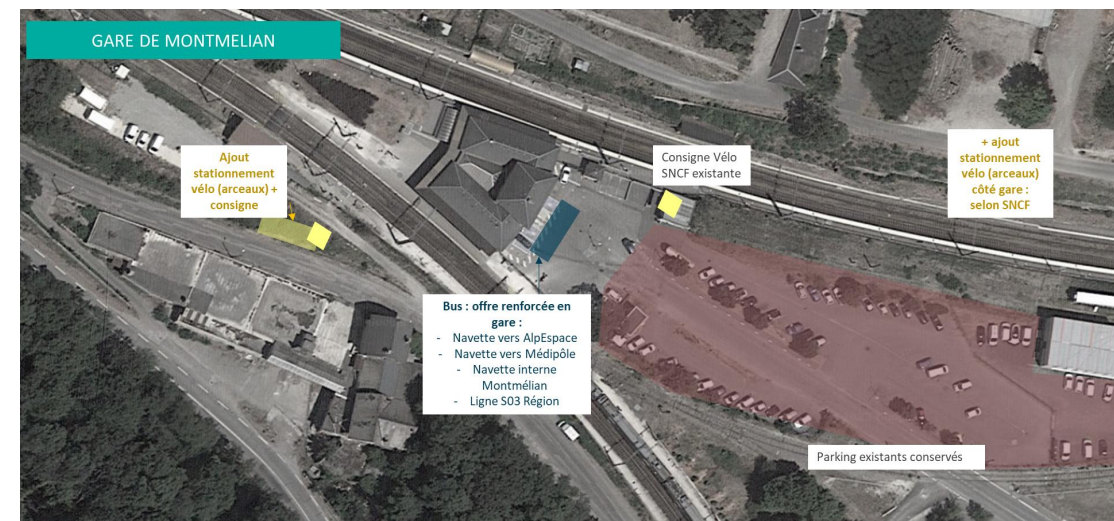 GARE DE MONTMELIAN
Ajout
stationnement
vélo (arceaux) +
consigne
Consigne Vélo
SNCF existante
+ ajout
stationnement
vélo (arceaux)
côté gare :
selon SNCF
Bus : offre renforcée en
gare :
- Navette vers AlpEspace
- Navette vers Médipôle
- Navette interne
Montmélian
- Ligne S03 Région
Parking existants conservés